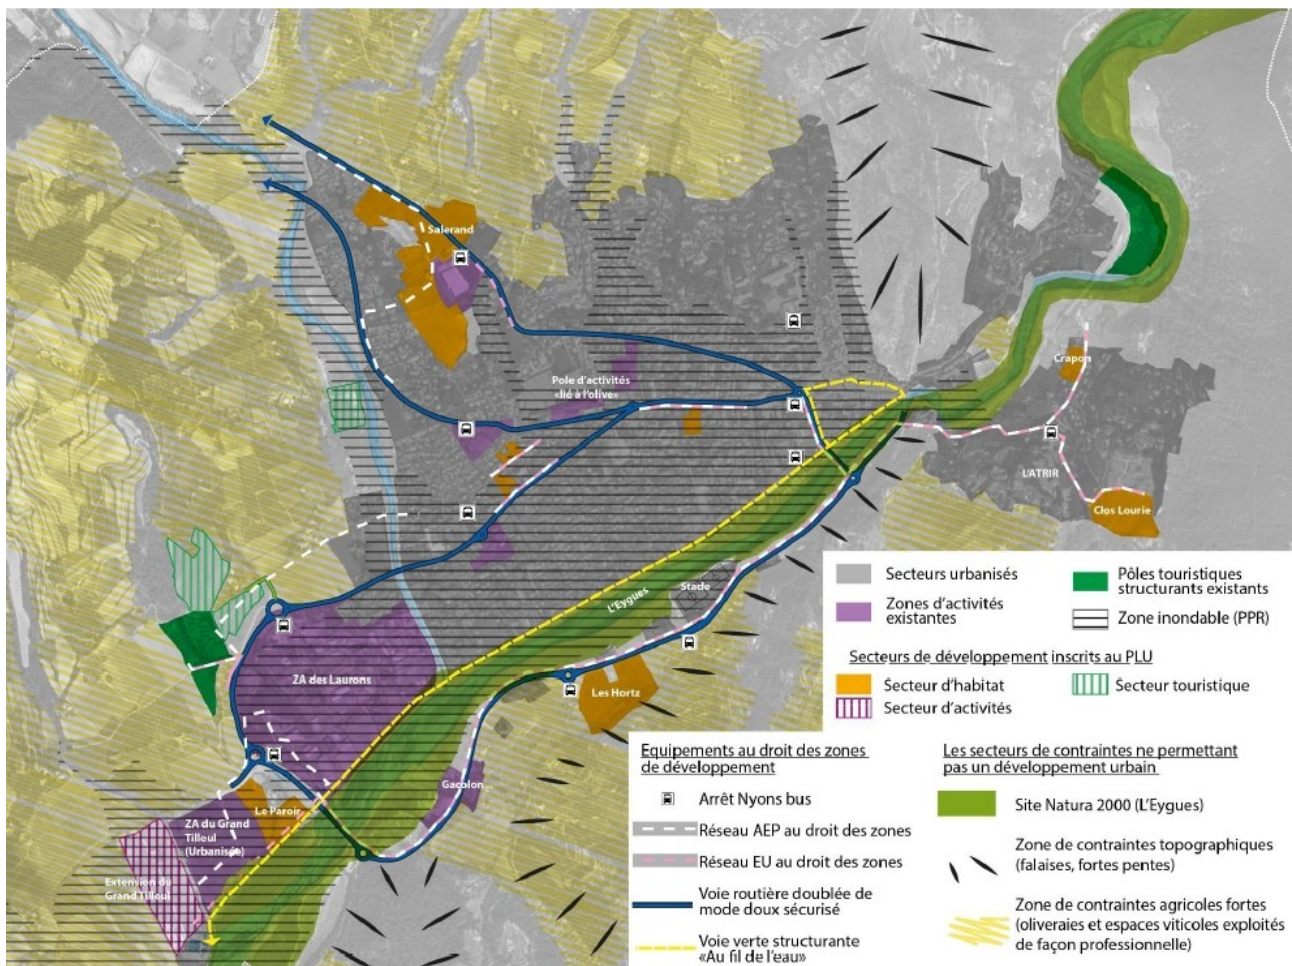 Salerand
Crapon
Pole d'activités
«lié à l'olive»
L'ATRIR
Clos Lourie
Stade
L'Eygues
ZA des Laurons
Les Hortz
Gacolon
Le Paroir
ZA du Grand
Tilleul
(Urbanisée)
Extension du
Grand Tilleul
Secteurs urbanisés
Zones d'activités
existantes
Pôles touristiques
structurants existants
Zone inondable (PPR)
Secteurs de développement inscrits au PLU
Secteur d'habitat
Secteur d'activités
Secteur touristique
Equipements au droit des zones
de développement
Arrêt Nyons bus
Réseau AEP au droit des zones
Réseau EU au droit des zones
Voie routière doublée de
mode doux sécurisé
Voie verte structurante
«Au fil de l'eau»
Les secteurs de contraintes ne permettant
pas un développement urbain
Site Natura 2000 (L'Eygues)
Zone de contraintes topographiques
(falaises, fortes pentes)
Zone de contraintes agricoles fortes
(oliveraies et espaces viticoles exploités
de façon professionnelle)